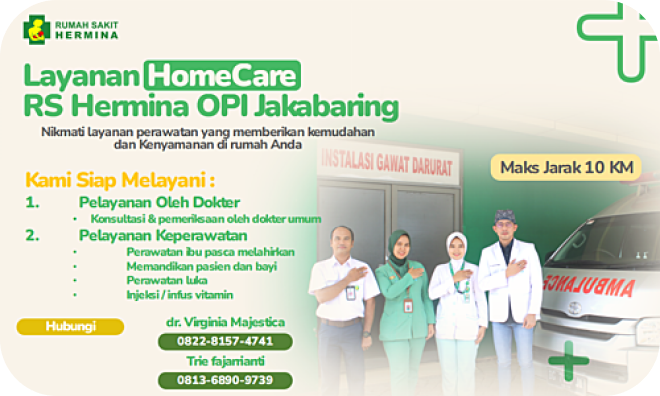 RUMAH SAKIT
HERMINA
Layanan HomeCare
RS Hermina OPI Jakabaring
Nikmati layanan perawatan yang memberikan kemudahan
dan Kenyamanan di rumah Anda
INSTALASI GAWAT DARURAT
Maks Jarak 10 KM
Kami Siap Melayani :
1. Pelayanan Oleh Dokter
• Konsultasi & pemeriksaan oleh dokter umum
2. Pelayanan Keperawatan
• Perawatan ibu pasca melahirkan
• Memandikan pasien dan bayi
• Perawatan luka
• Injeksi / infus vitamin
AMBULANCE
Hubungi
dr. Virginia Majestica
0822-8157-4741
Trie fajarrianti
0813-6890-9739